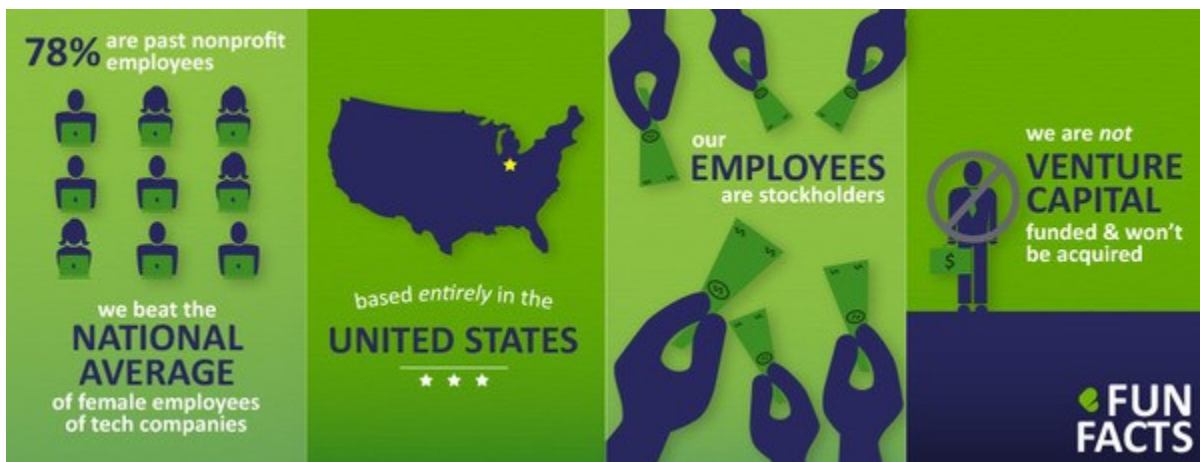 78% are past nonprofit
employees
we beat the
NATIONAL
AVERAGE
of female employees
of tech companies
based entirely in the
UNITED STATES
our
EMPLOYEES
are stockholders
we are not
VENTURE
CAPITAL
funded & won't
be acquired
$
FUN
FACTS